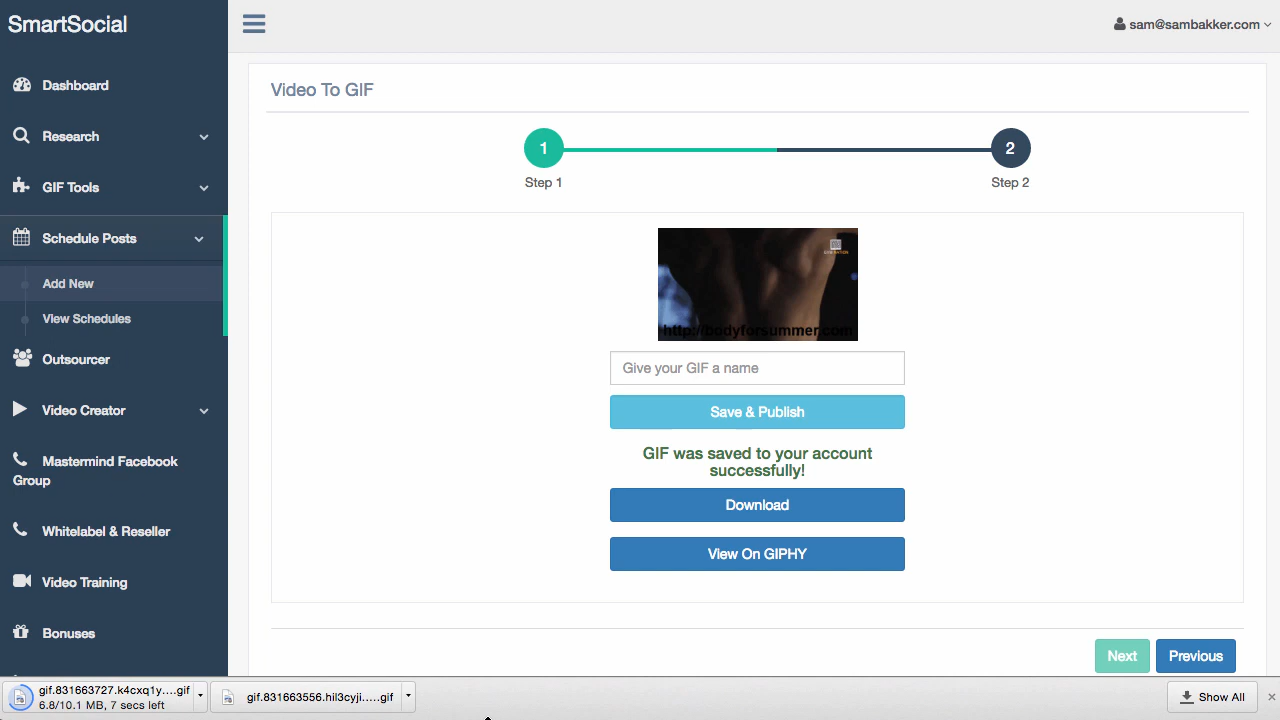 SmartSocial
sam@sambakker.com
Dashboard
Research
GIF Tools
Schedule Posts
Add New
View Schedules
Outsourcer
Video Creator
Mastermind Facebook
Group
Whitelabel & Reseller
Video Training
Bonuses
Video To GIF
1
2
Step 1
Step 2
http://bodyforsummer.com
Give your GIF a name
Save & Publish
GIF was saved to your account
successfully!
Download
View On GIPHY
Next
Previous
gif.831663727.k4cxq1y....gif
6.8/10.1 MB, 7 secs left
gif.831663556.hil3cyji.....gif
Show All